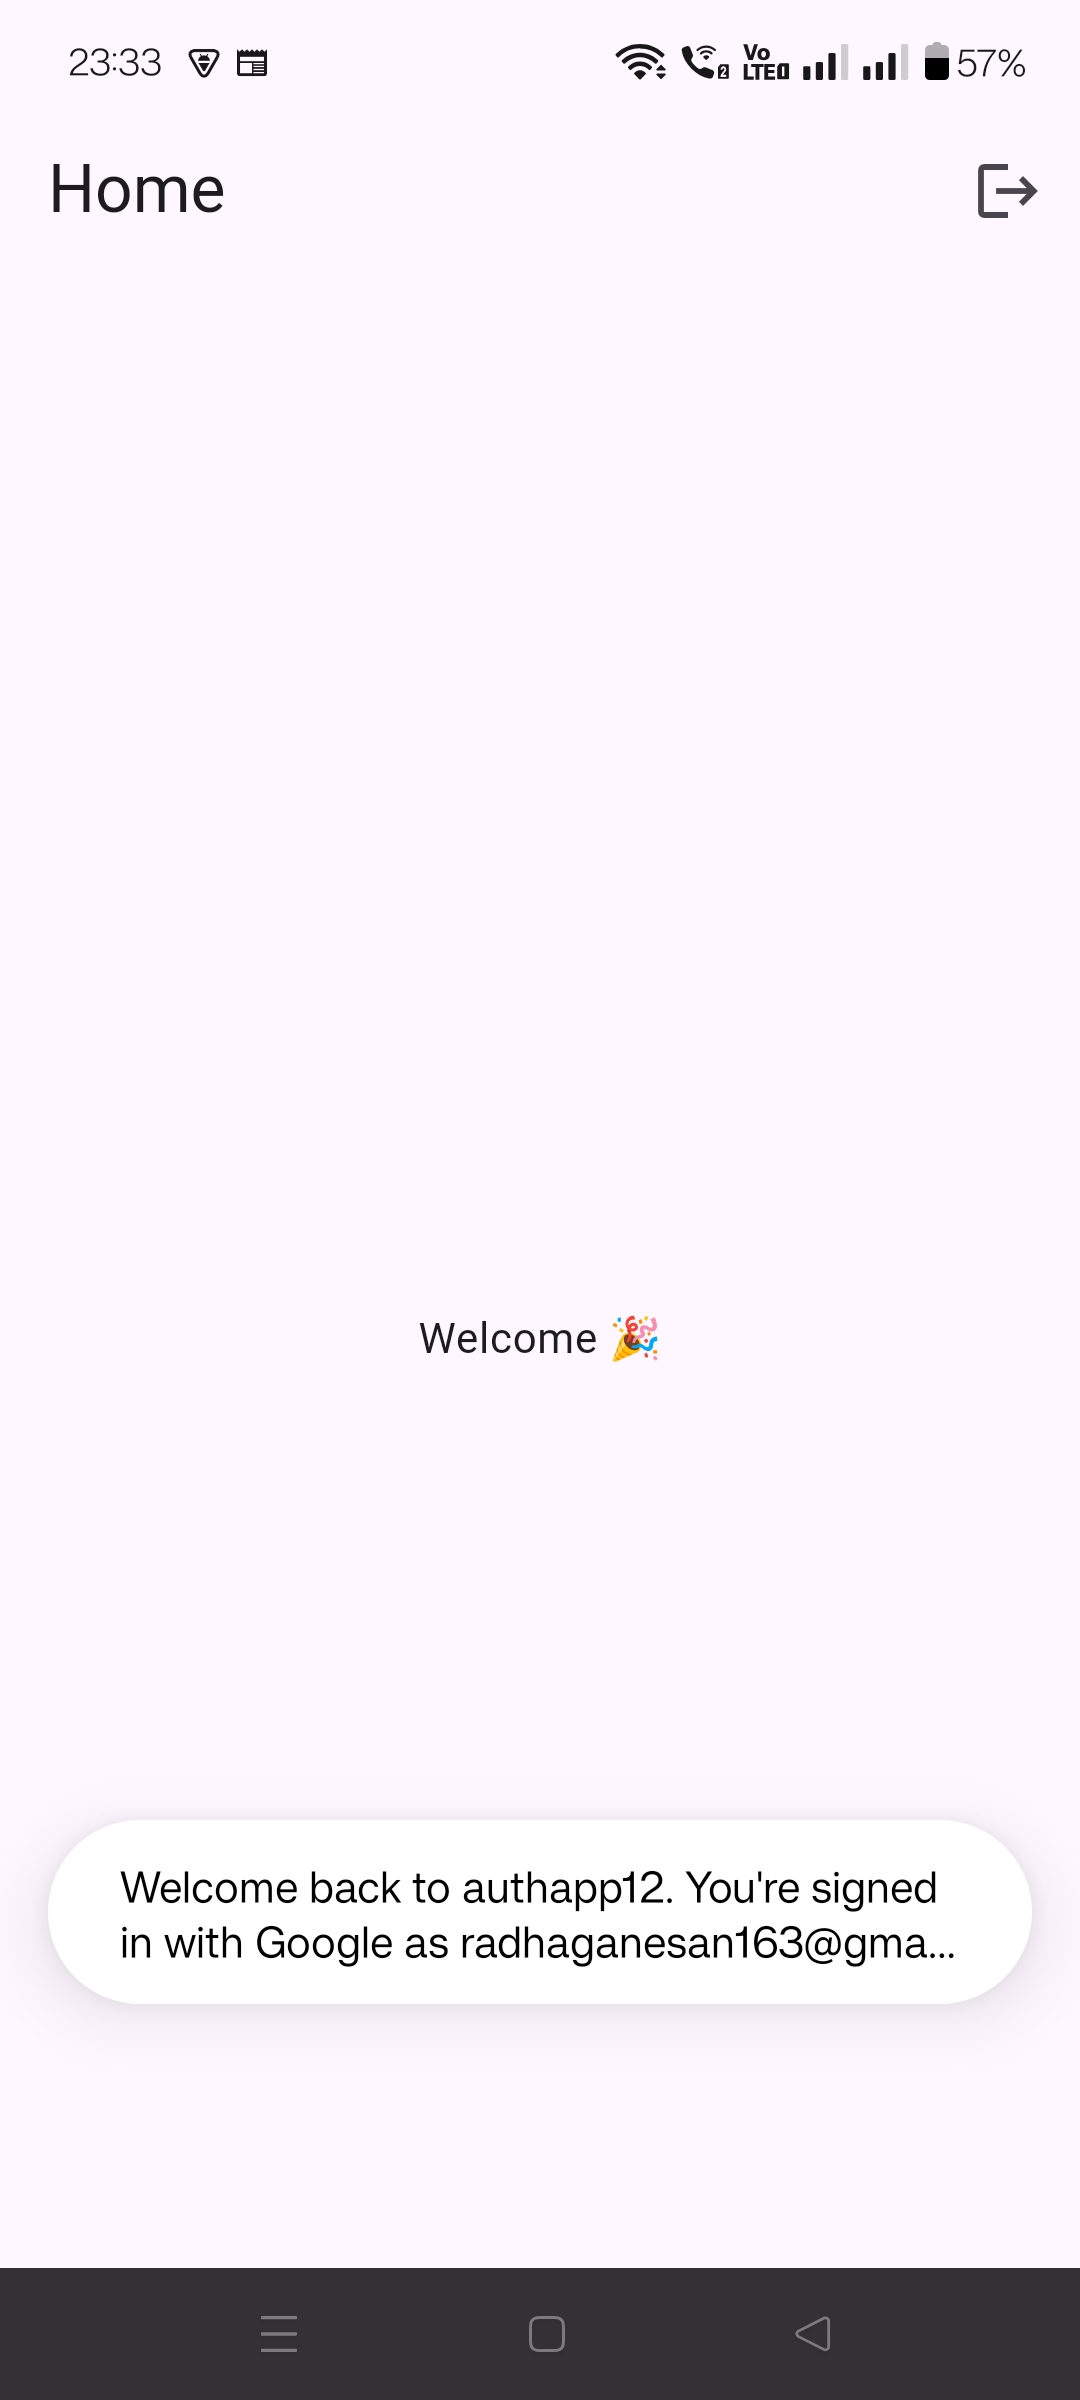 23:33
Vo
LTE
57%
Home
Welcome 🎉
Welcome back to authapp12. You're signed
in with Google as radhaganesan163@gma...